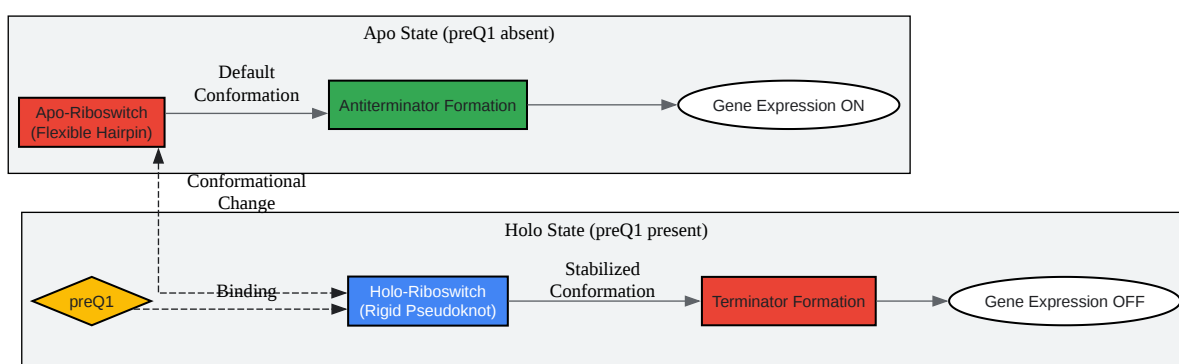 Apo State (preQ1 absent)
Default
Conformation
Apo-Riboswitch
(Flexible Hairpin)
Antiterminator Formation
Gene Expression ON
Conformational
Change
Holo State (preQ1 present)
preQ1
Binding
Holo-Riboswitch
(Rigid Pseudoknot)
Stabilized
Conformation
Terminator Formation
Gene Expression OFF